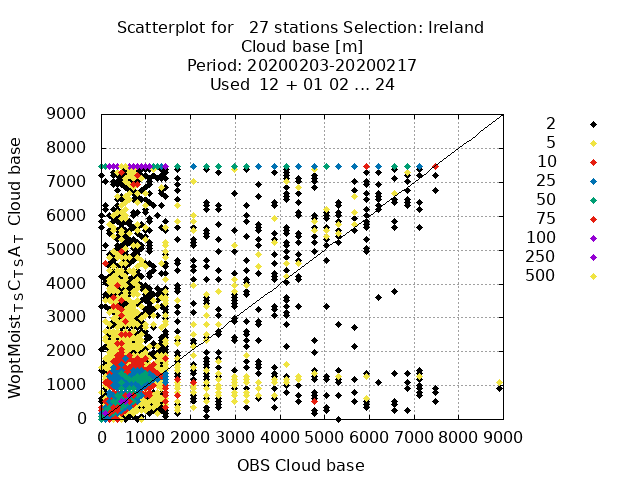 Scatterplot for   27 stations Selection: Ireland
Cloud base [m]
Period: 20200203-20200217
Used  12 + 01 02 ... 24
WoptMoist_TSC_TSA_T  Cloud base
9000
8000
7000
6000
5000
4000
3000
2000
1000
0
0 1000 2000 3000 4000 5000 6000 7000 8000 9000
OBS Cloud base
2
5
10
25
50
75
100
250
500